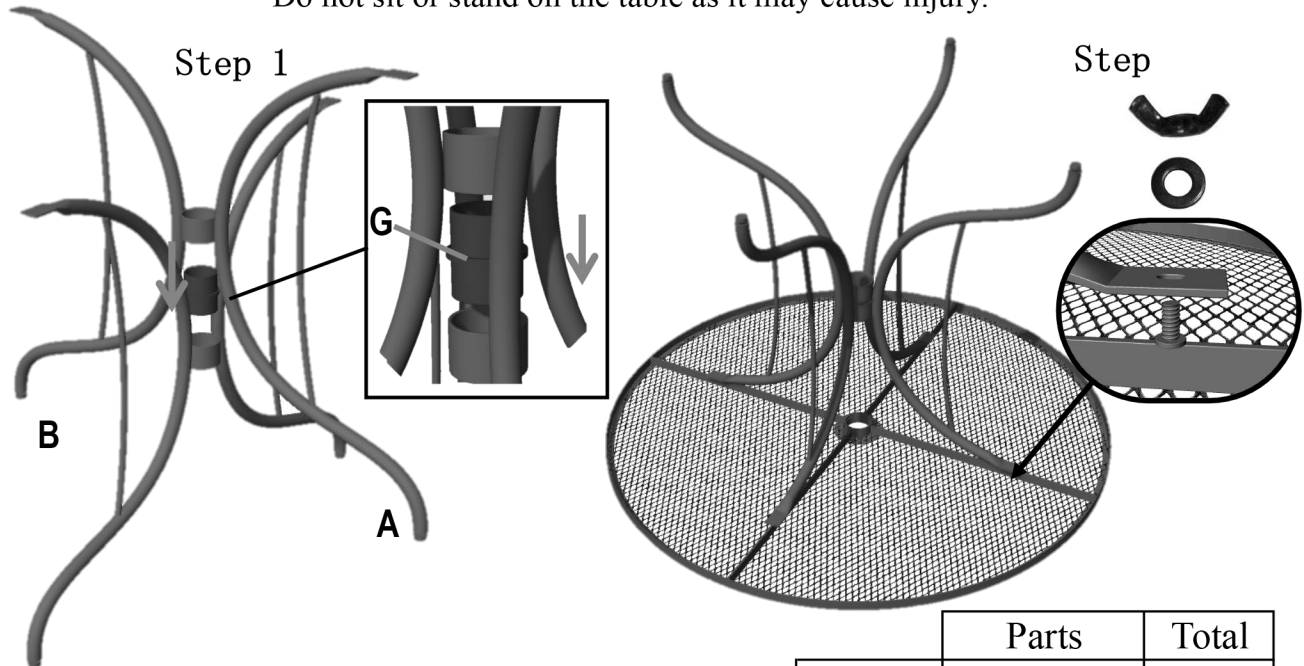 Do not sit or stand on the table as it may cause injury.
Step 1
Step
G
B
A
Parts Total